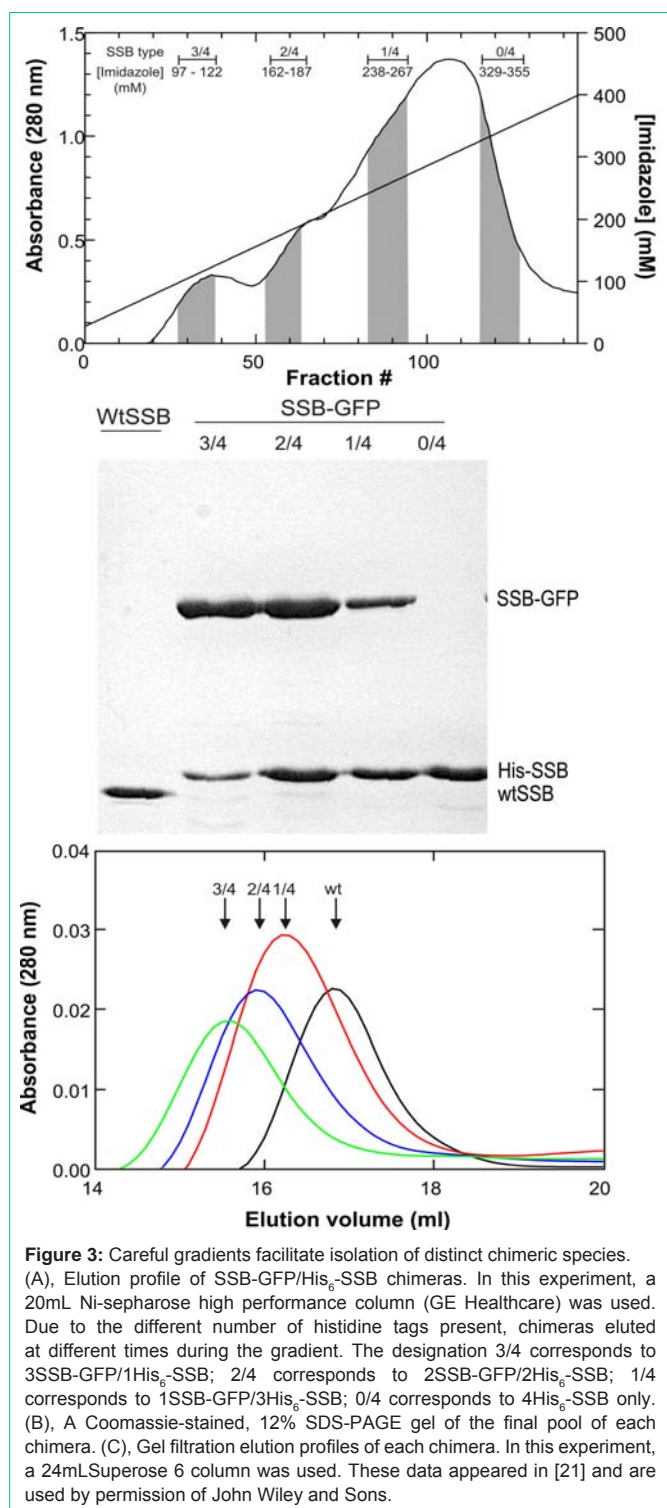 SSB type 3/4 2/4 1/4 0/4
[Imidazole] 97 - 122 162-187 238-267 329-355
(mM)
1.5
1.0
0.5
0.0
Absorbance (280 nm)
500
400
300
200
100
0
[Imidazole] (mM)
0 50 100
Fraction #
WtSSB SSB-GFP
3/4 2/4 1/4 0/4
SSB-GFP
His-SSB
wtSSB
0.04
0.03
0.02
0.01
0.00
Absorbance (280 nm)
3/4 2/4 1/4 wt
14 16 18 20
Elution volume (ml)
Figure 3: Careful gradients facilitate isolation of distinct chimeric species.
(A), Elution profile of SSB-GFP/His₆-SSB chimeras. In this experiment, a
20mL Ni-sepharose high performance column (GE Healthcare) was used.
Due to the different number of histidine tags present, chimeras eluted
at different times during the gradient. The designation 3/4 corresponds to
3SSB-GFP/1His₆-SSB; 2/4 corresponds to 2SSB-GFP/2His₆-SSB; 1/4
corresponds to 1SSB-GFP/3His₆-SSB; 0/4 corresponds to 4His₆-SSB only.
(B), A Coomassie-stained, 12% SDS-PAGE gel of the final pool of each
chimera. (C), Gel filtration elution profiles of each chimera. In this experiment,
a 24mLSuperose 6 column was used. These data appeared in [21] and are
used by permission of John Wiley and Sons.